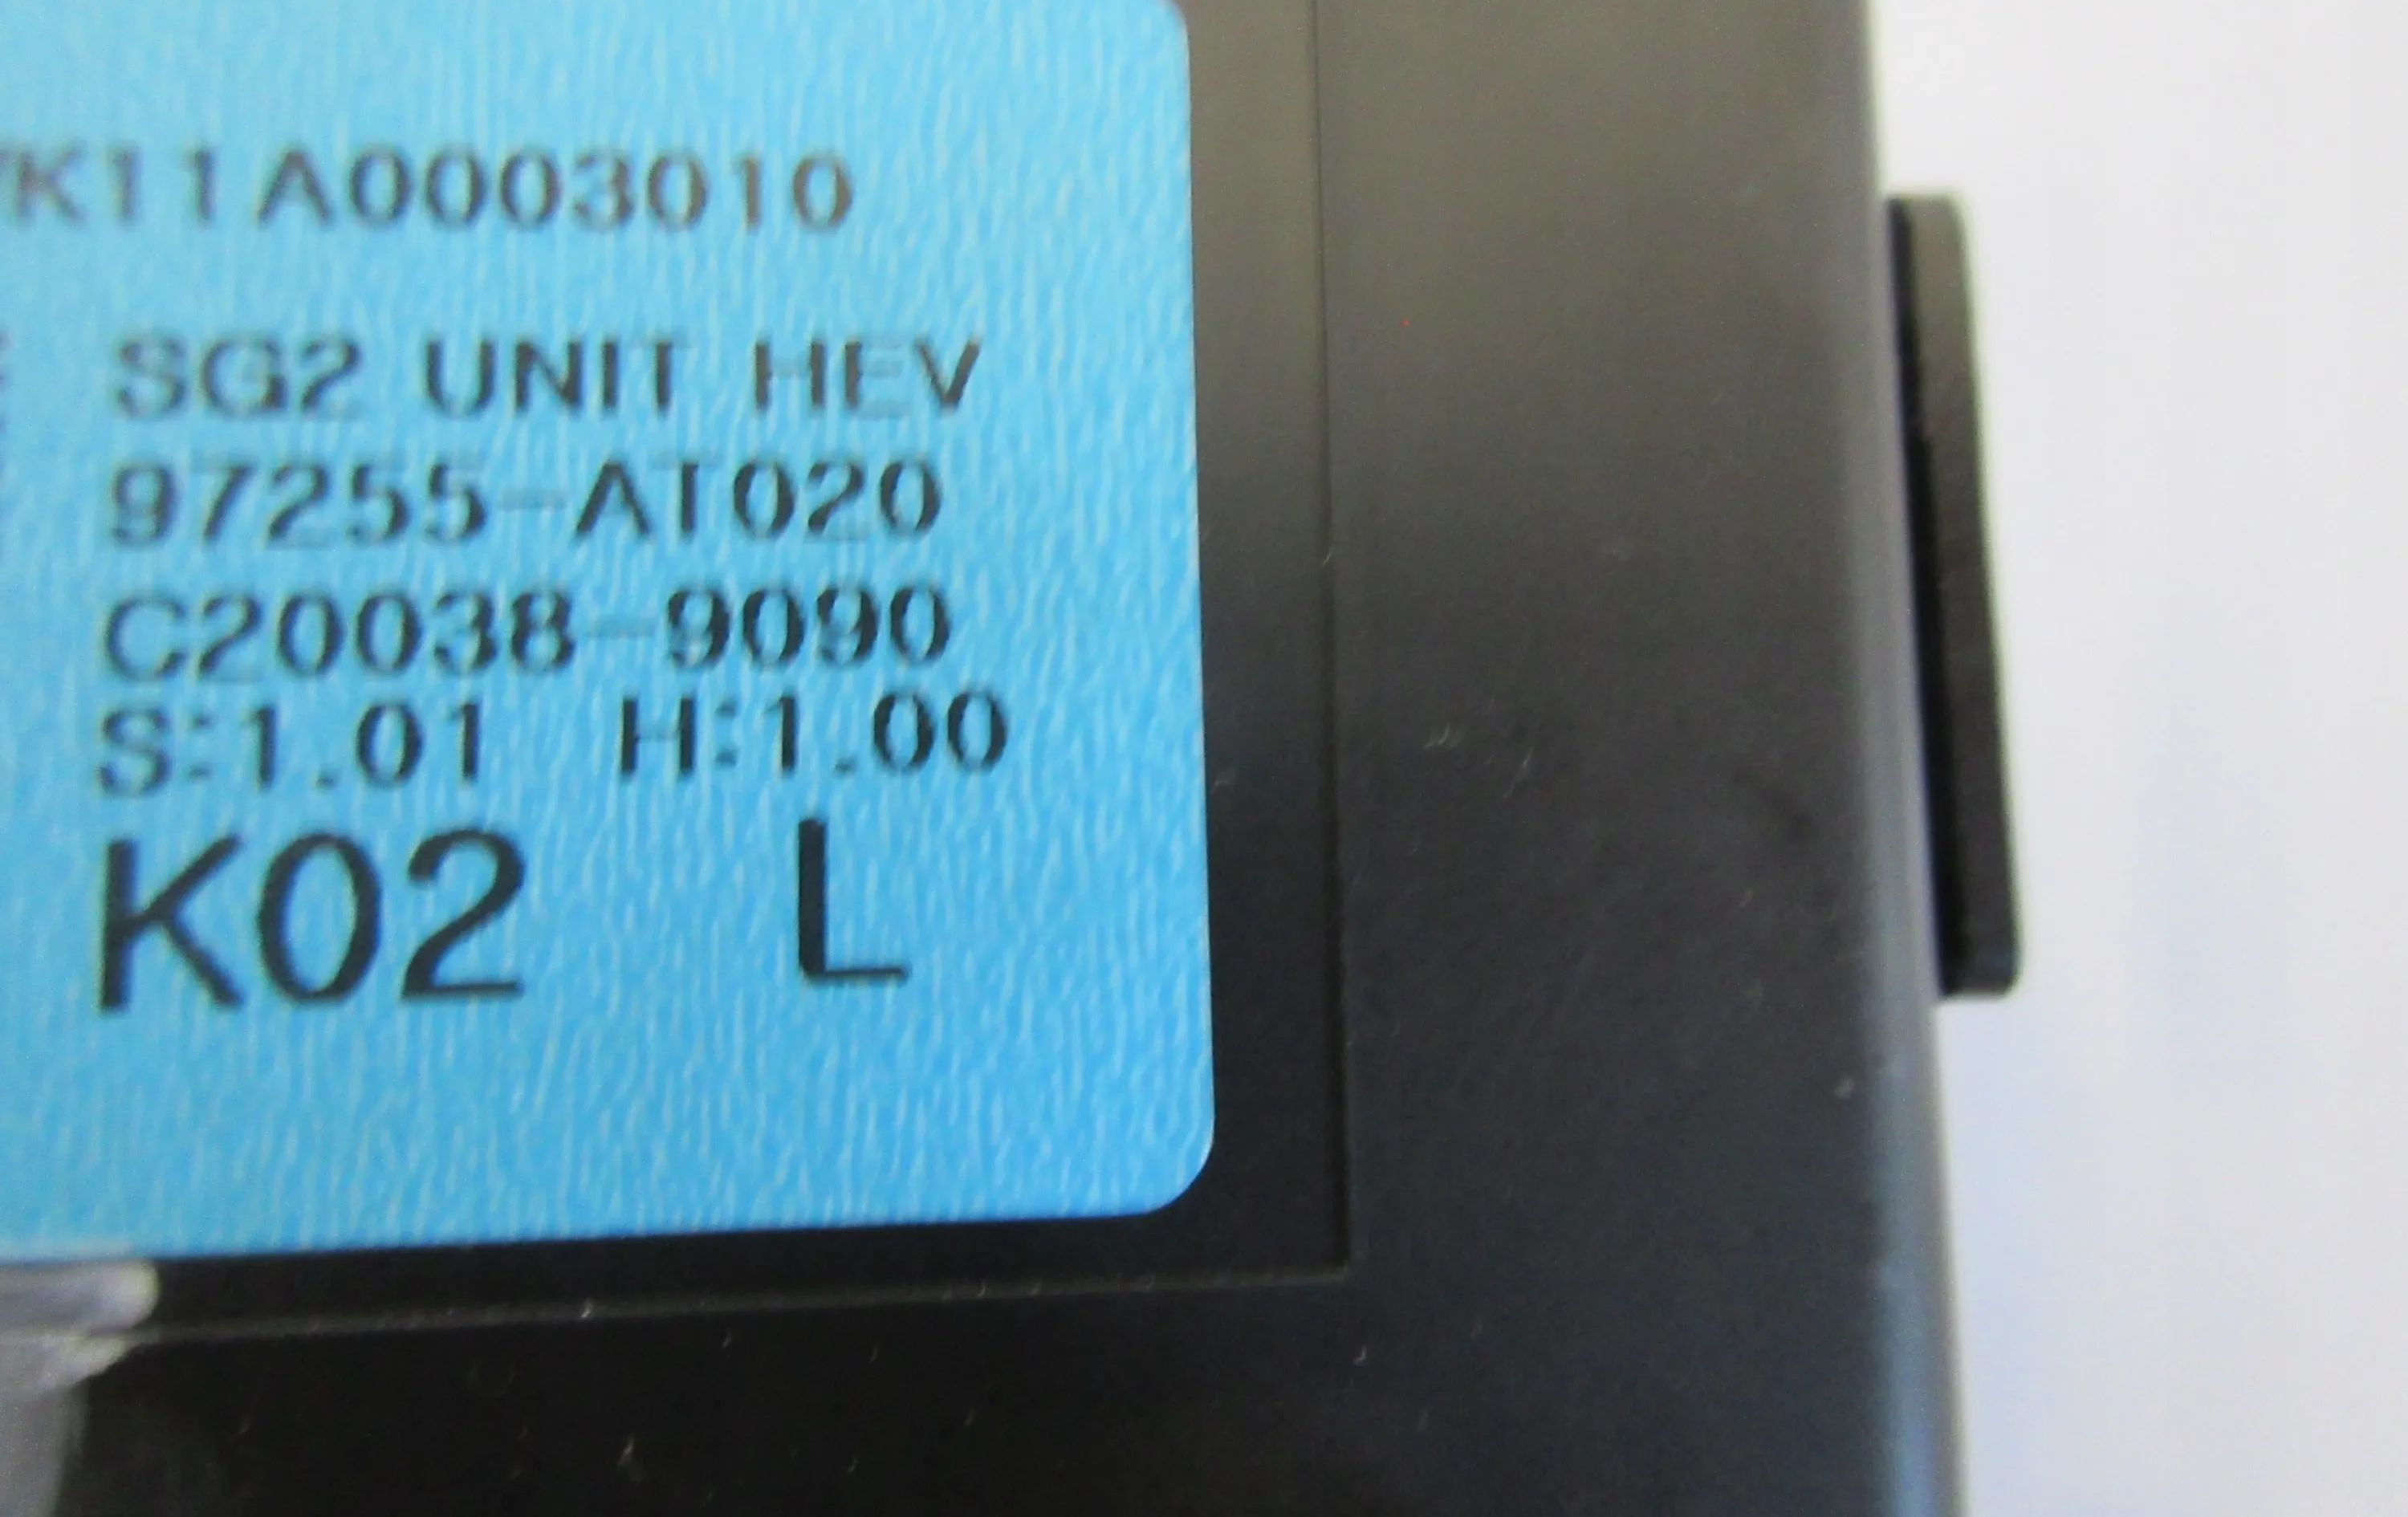 K11A0003010
SG2 UNIT HEV
97255-AT020
C20038-9090
S:1.01 H:1.00
K02 L